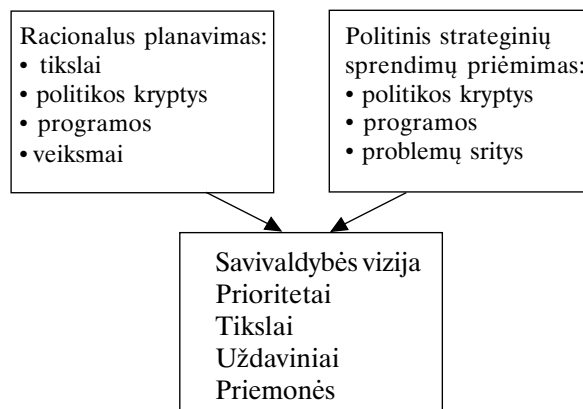 Racionalus planavimas:
• tikslai
• politikos kryptys
• programos
• veiksmai
Politinis strateginių
sprendimų priėmimas:
• politikos kryptys
• programos
• problemų sritys
Savivaldybės vizija
Prioritetai
Tikslai
Uždaviniai
Priemonės